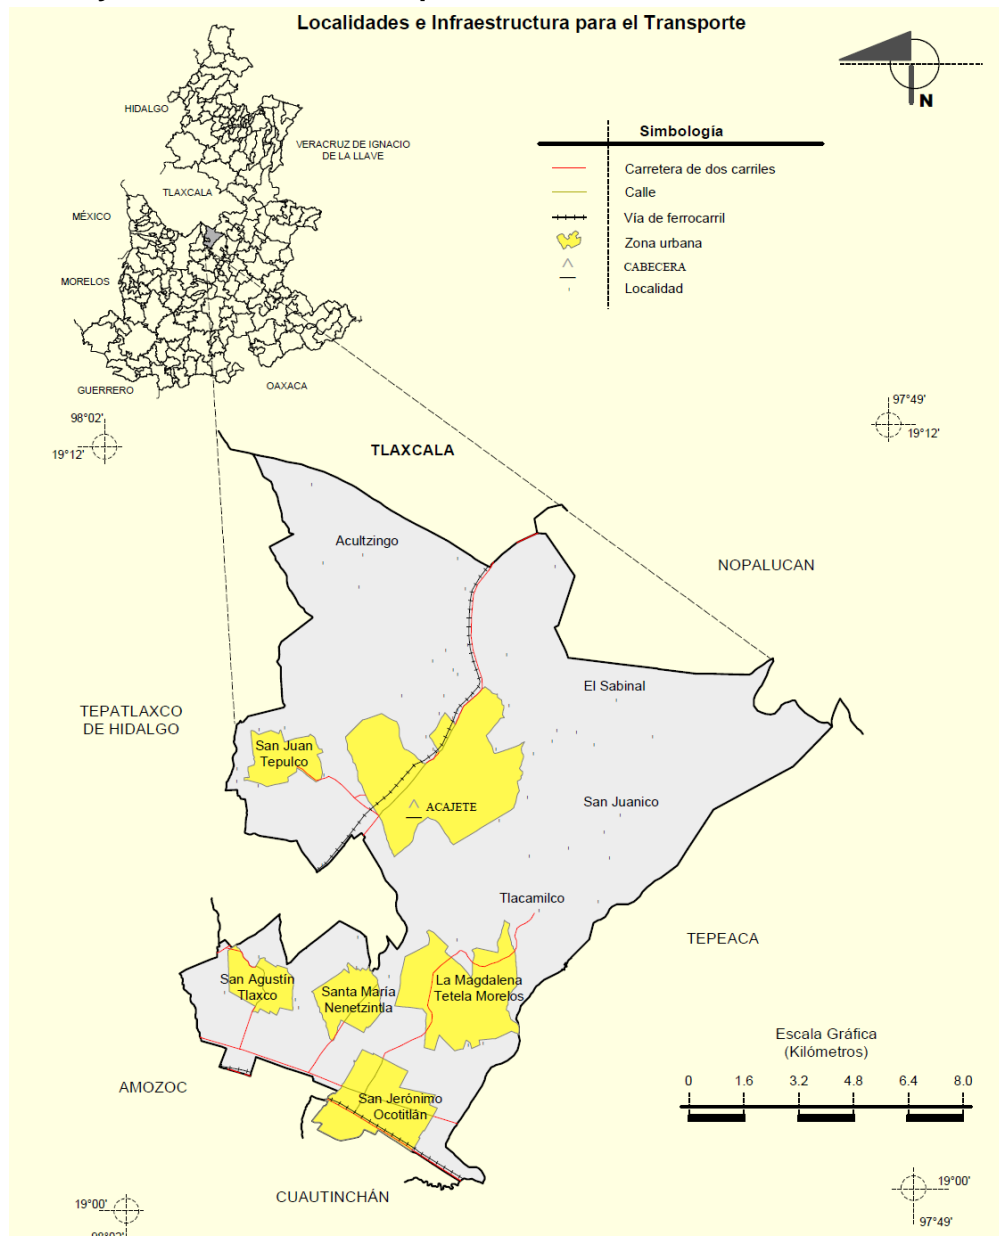 Localidades e Infraestructura para el Transporte
N
HIDALGO
VERACRUZ DE IGNACIO
DE LA LLAVE
TLAXCALA
MÉXICO
MORELOS
GUERRERO
OAXACA
Simbología
Carretera de dos carriles
Calle
Vía de ferrocarril
Zona urbana
CABECERA
Localidad
98°02'
19°12'
97°49'
19°12'
TLAXCALA
Acultzingo
NOPALUCAN
El Sabinal
TEPATLAXCO
DE HIDALGO
San Juan
Tepulco
ACAJETE
San Juanico
Tlacamilco
TEPEACA
San Agustín
Tlaxco
Santa María
Nenetzintla
La Magdalena
Tetela Morelos
Escala Gráfica
(Kilómetros)
0 1.6 3.2 4.8 6.4 8.0
AMOZOC
San Jerónimo
Ocotitlán
CUAUTINCHÁN
19°00'
19°00'
97°49'